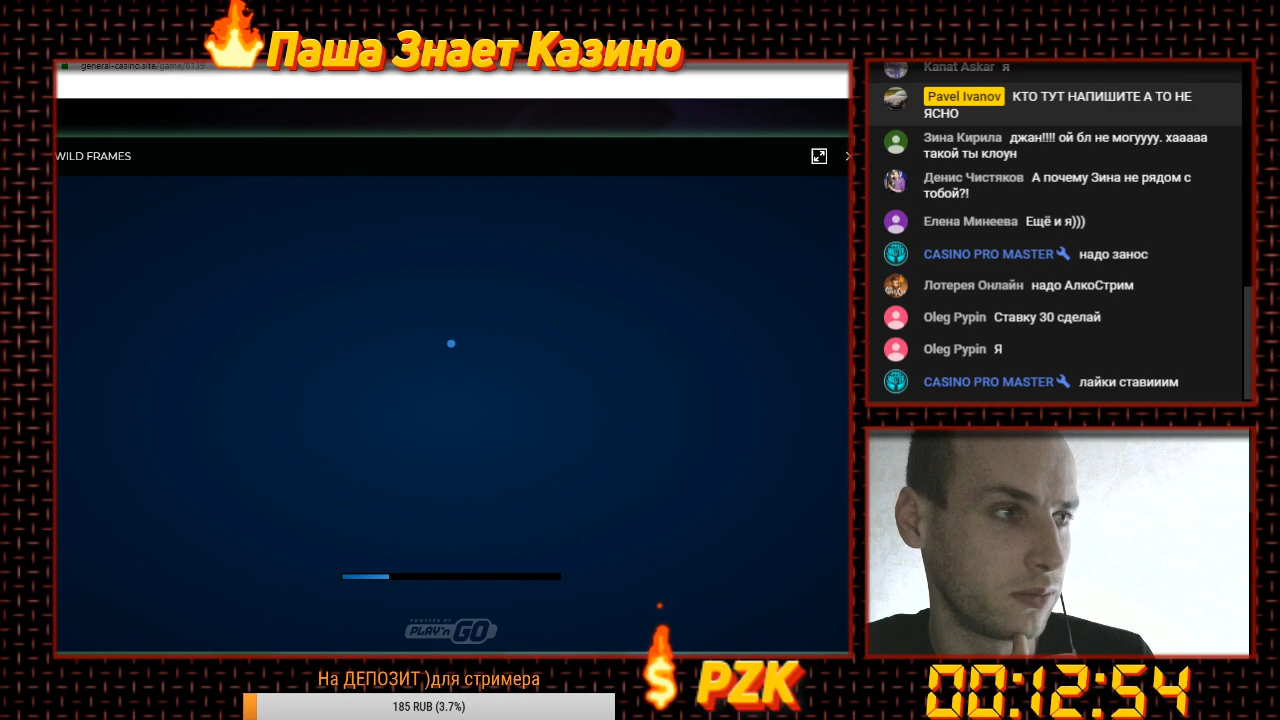 Паша Знает Казино
general-casino.site/game/8139
WILD FRAMES
POWERED BY
PLAY'n GO
Kanat Askar я
Pavel Ivanov КТО ТУТ НАПИШИТЕ А ТО НЕ
ЯСНО
Зина Кирила джан!!!! ой бл не могуууу. хааааа
такой ты клоун
Денис Чистяков А почему Зина не рядом с
тобой?!
Елена Минеева Ещё и я)))
CASINO PRO MASTER надо занос
Лотерея Онлайн надо АлкоСтрим
Oleg Pypin Ставку 30 сделай
Oleg Pypin Я
CASINO PRO MASTER лайки ставииим
На ДЕПОЗИТ )для стримера
185 RUB (3.7%)
$ PZK
00:12:54